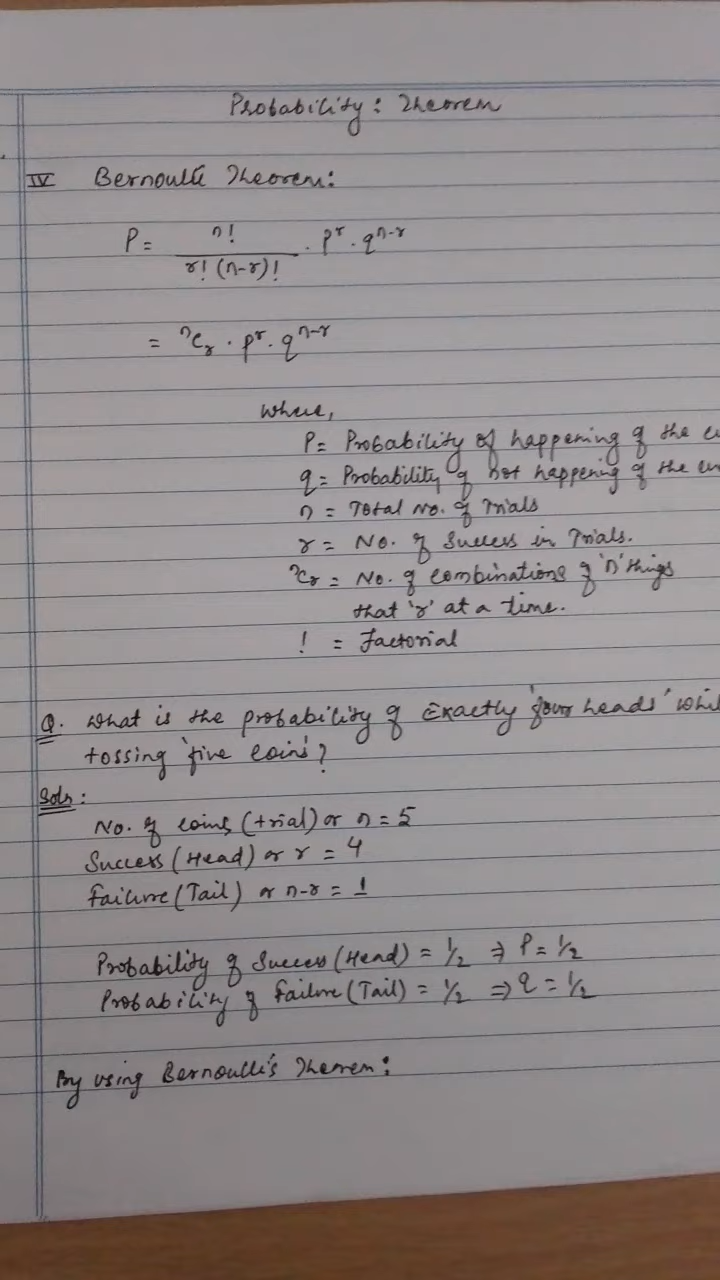 Probability : Theorem
IV Bernoulli Theorem:
P = n! / r! (n-r)! . p^r . q^n-r
= nCr . p^r . q^n-r
where,
P = Probability of happening of the
q = Probability of not happening of the
n = Total No. of Trials
r = No. of Success in Trials.
nCr = No. of combinations of 'n' things
that 'r' at a time.
! = Factorial
Q. What is the probability of Exactly 'four heads'
tossing 'five coins'?
Soln:
No. of coins (trial) or n = 5
Success (Head) or r = 4
Failure (Tail) or n-r = 1
Probability of Success (Head) = 1/2 ⇒ P = 1/2
Probability of Failure (Tail) = 1/2 ⇒ q = 1/2
By using Bernoulli's Theorem: